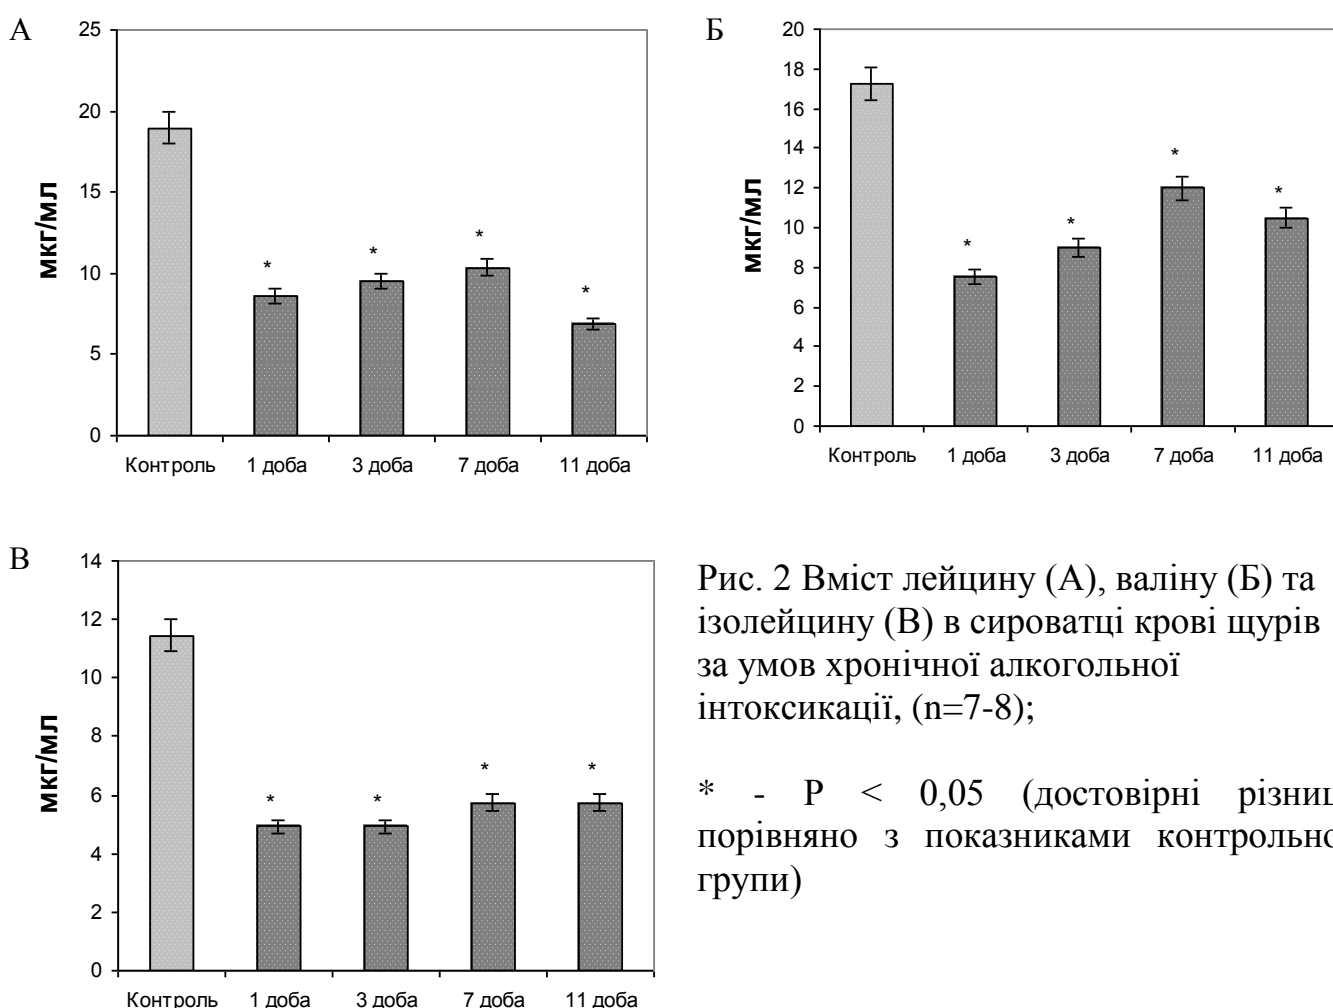 А
25
20
15
10
5
0
мкг/мл
*
*
*
*
Контроль 1 доба 3 доба 7 доба 11 доба
Б
20
18
16
14
12
10
8
6
4
2
0
мкг/мл
*
*
*
*
Контроль 1 доба 3 доба 7 доба 11 доба
В
14
12
10
8
6
4
2
0
мкг/мл
*
*
*
*
Контроль 1 доба 3 доба 7 доба 11 доба
Рис. 2 Вміст лейцину (А), валіну (Б) та
ізолейцину (В) в сироватці крові щурів
за умов хронічної алкогольної
інтоксикації, (n=7-8);
* - Р < 0,05 (достовірні різниц
порівняно з показниками контрольно
групи)